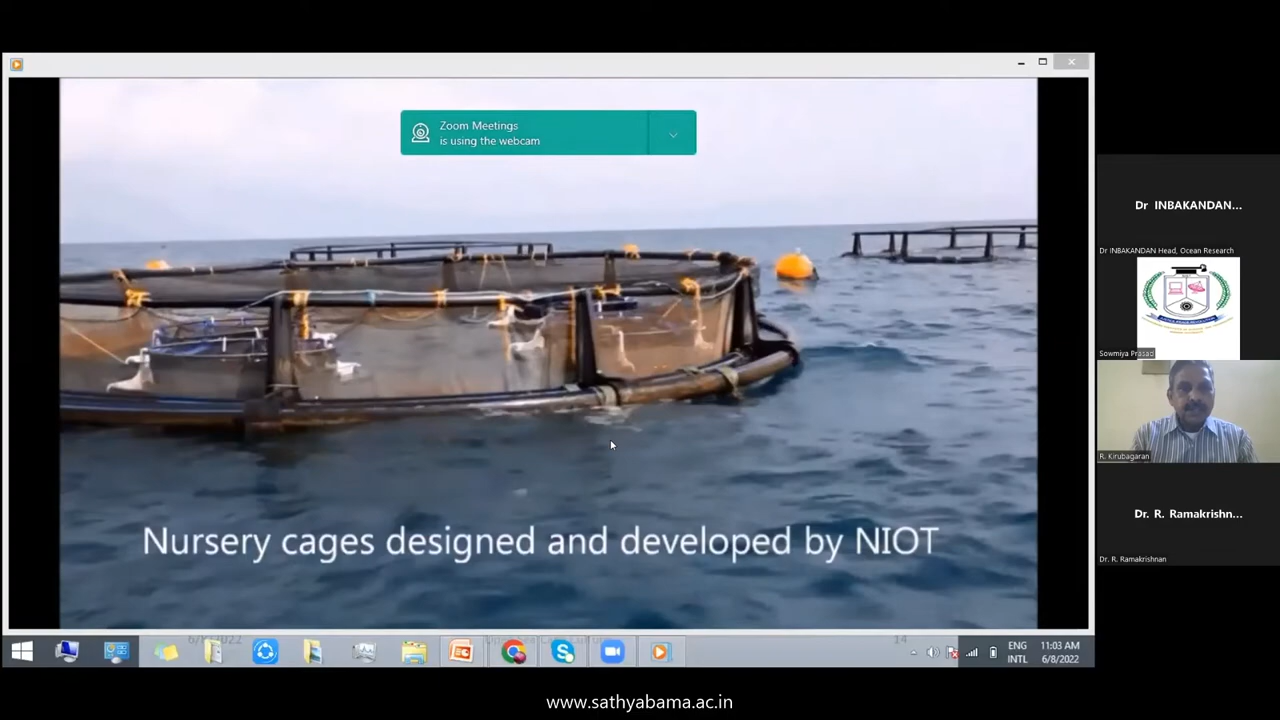 Zoom Meetings
is using the webcam
Nursery cages designed and developed by NIOT
Dr INBAKANDAN...
Dr INBAKANDAN Head, Ocean Research
Sowmiya Prasad
R. Kirubagaran
Dr. R. Ramakrishn...
Dr. R. Ramakrishnan
14
ENG
INTL
11:03 AM
6/8/2022
www.sathyabama.ac.in